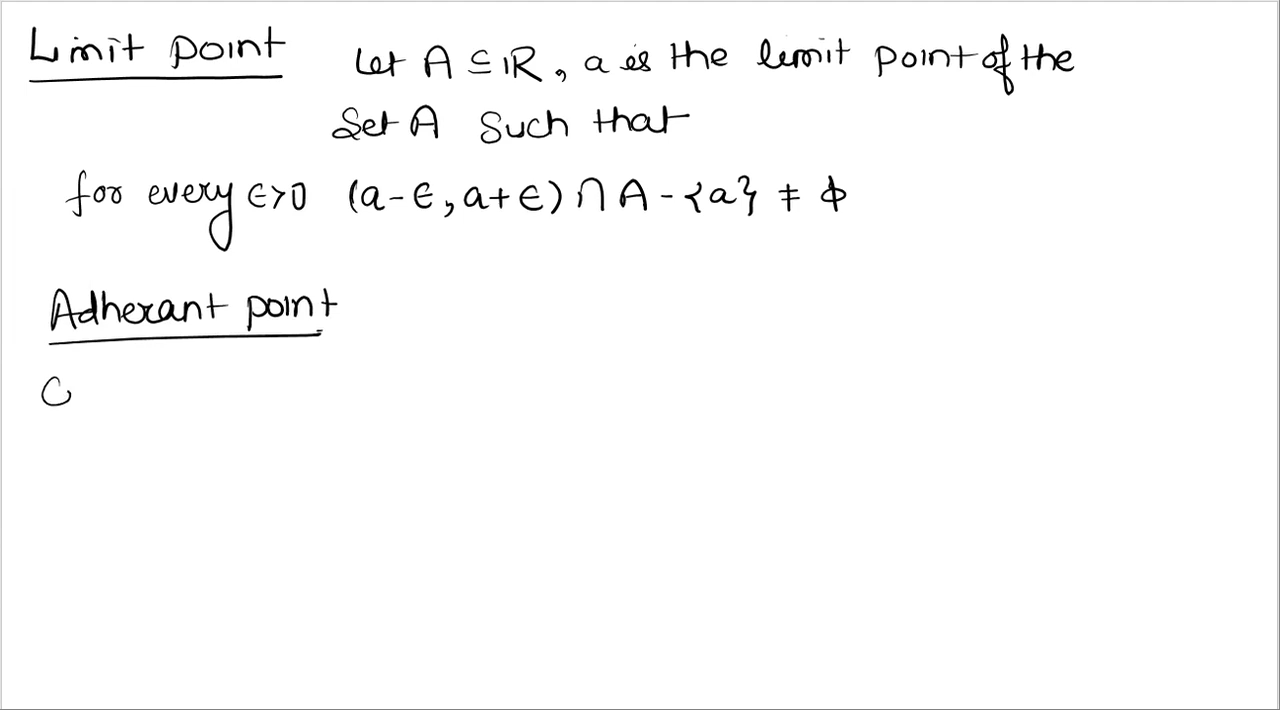 Limit point Let A ⊆ ℝ, a is the limit point of the
Set A Such that
for every ϵ>0 (a-ϵ, a+ϵ) ∩ A - {a} ≠ ϕ
Adherant point